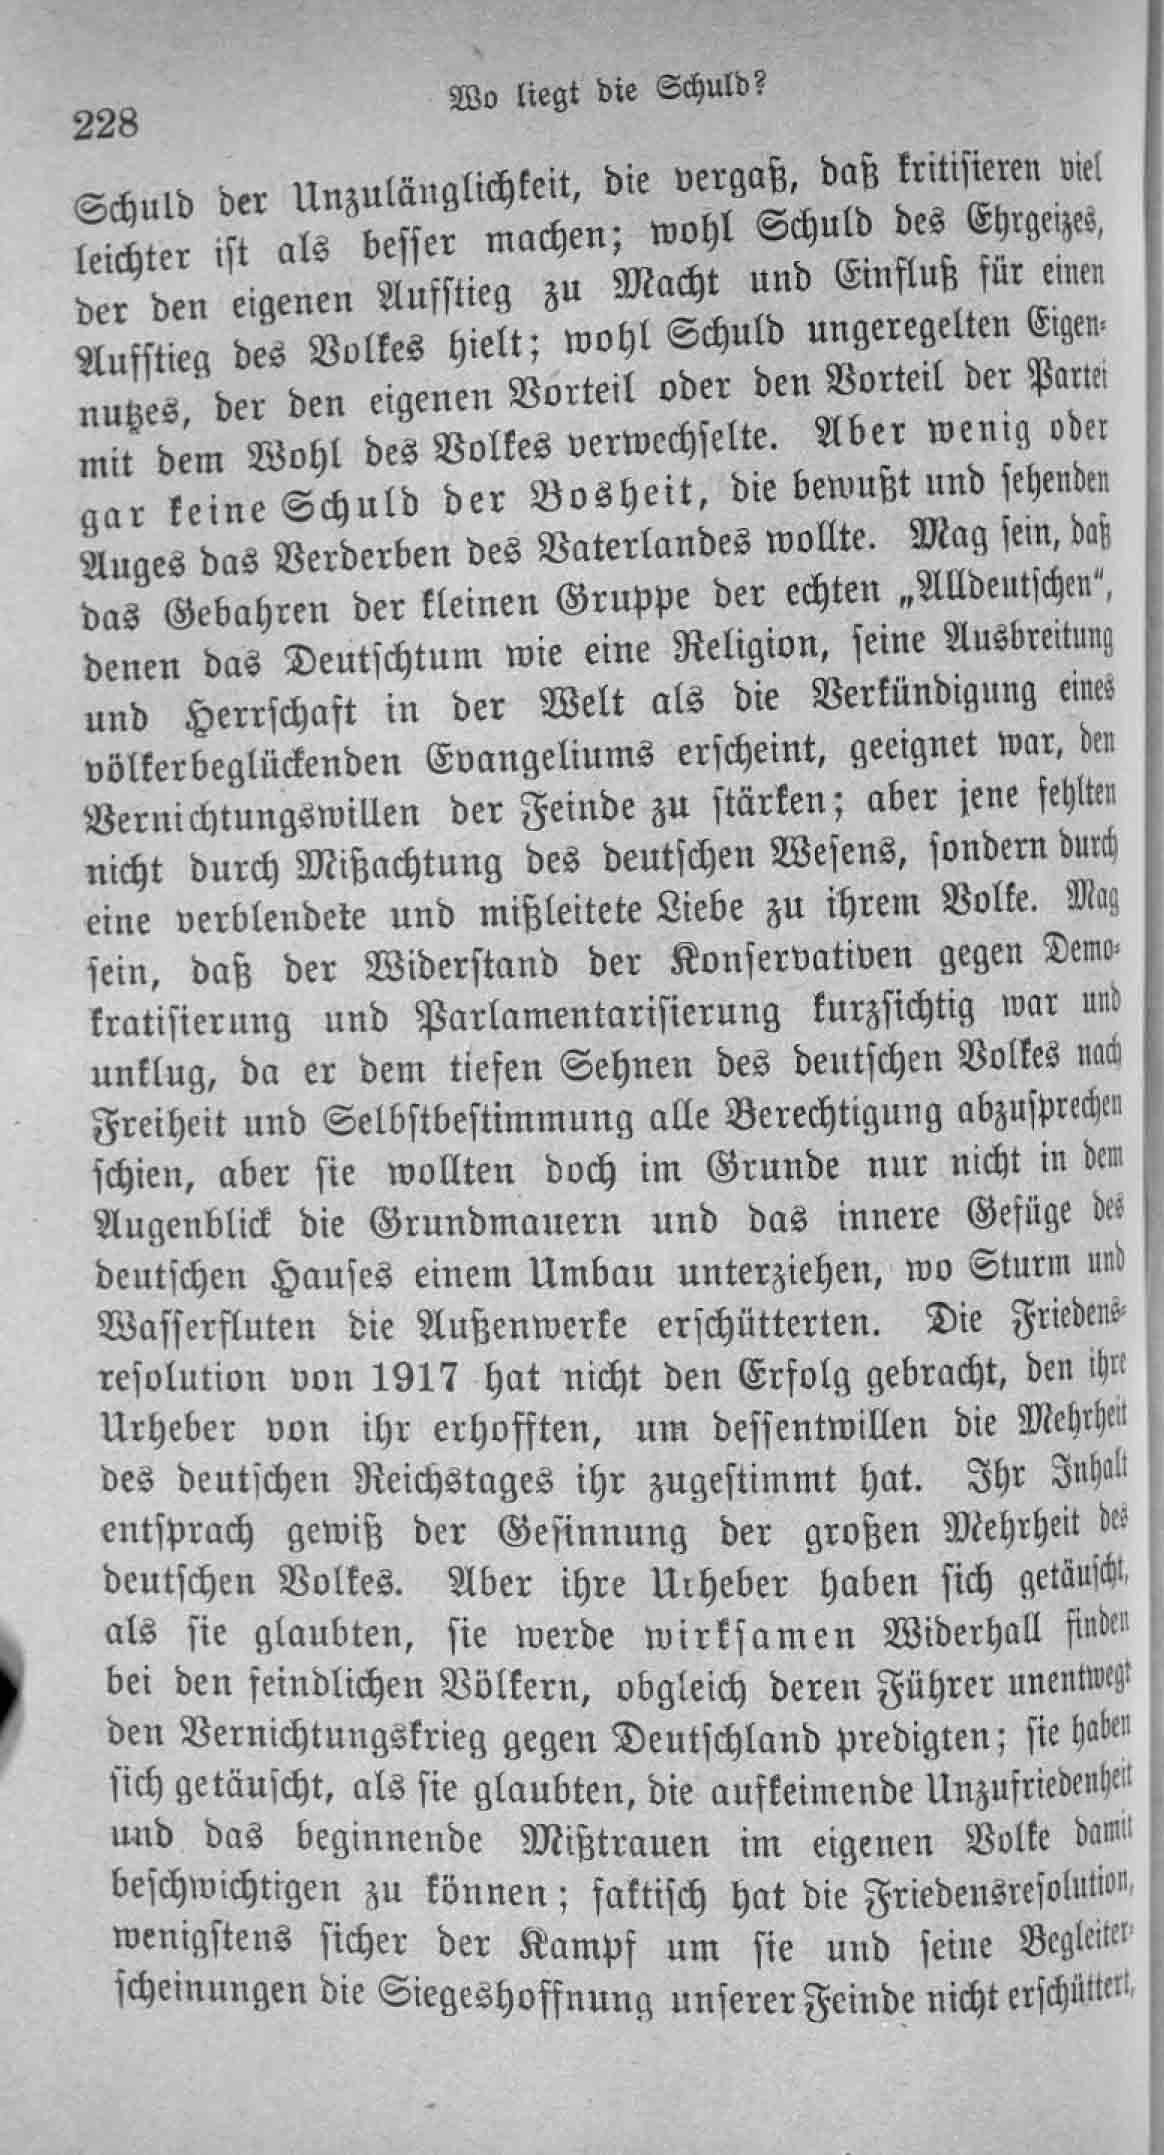 228
Wo liegt die Schuld?
Schuld der Unzulänglichkeit, die vergaß, daß kritisieren viel
leichter ist als besser machen; wohl Schuld des Ehrgeizes,
der den eigenen Aufstieg zu Macht und Einfluß für einen
Aufstieg des Volkes hielt; wohl Schuld ungeregelten Eigen-
nutzes, der den eigenen Vorteil oder den Vorteil der Partei
mit dem Wohl des Volkes verwechselte. Aber wenig oder
gar keine Schuld der Bosheit, die bewußt und sehenden
Auges das Verderben des Vaterlandes wollte. Mag sein, daß
das Gebahren der kleinen Gruppe der echten „Alldeutschen“,
denen das Deutschtum wie eine Religion, seine Ausbreitung
und Herrschaft in der Welt als die Verkündigung eines
völkerbeglückenden Evangeliums erscheint, geeignet war, den
Vernichtungswillen der Feinde zu stärken; aber jene fehlten
nicht durch Mißachtung des deutschen Wesens, sondern durch
eine verblendete und mißleitete Liebe zu ihrem Volke. Mag
sein, daß der Widerstand der Konservativen gegen Demo-
kratisierung und Parlamentarisierung kurzsichtig war und
unklug, da er dem tiefen Sehnen des deutschen Volkes nach
Freiheit und Selbstbestimmung alle Berechtigung abzusprechen
schien, aber sie wollten doch im Grunde nur nicht in dem
Augenblick die Grundmauern und das innere Gefüge des
deutschen Hauses einem Umbau unterziehen, wo Sturm und
Wasserfluten die Außenwerke erschütterten. Die Friedens-
resolution von 1917 hat nicht den Erfolg gebracht, den ihre
Urheber von ihr erhofften, um dessentwillen die Mehrheit
des deutschen Reichstages ihr zugestimmt hat. Ihr Inhalt
entsprach gewiß der Gesinnung der großen Mehrheit des
deutschen Volkes. Aber ihre Urheber haben sich getäuscht,
als sie glaubten, sie werde wirksamen Widerhall finden
bei den feindlichen Völkern, obgleich deren Führer unentwegt
den Vernichtungskrieg gegen Deutschland predigten; sie haben
sich getäuscht, als sie glaubten, die aufkeimende Unzufriedenheit
und das beginnende Mißtrauen im eigenen Volke damit
beschwichtigen zu können; faktisch hat die Friedensresolution,
wenigstens sicher der Kampf um sie und seine Begleiter-
scheinungen die Siegeshoffnung unserer Feinde nicht erschüttert,